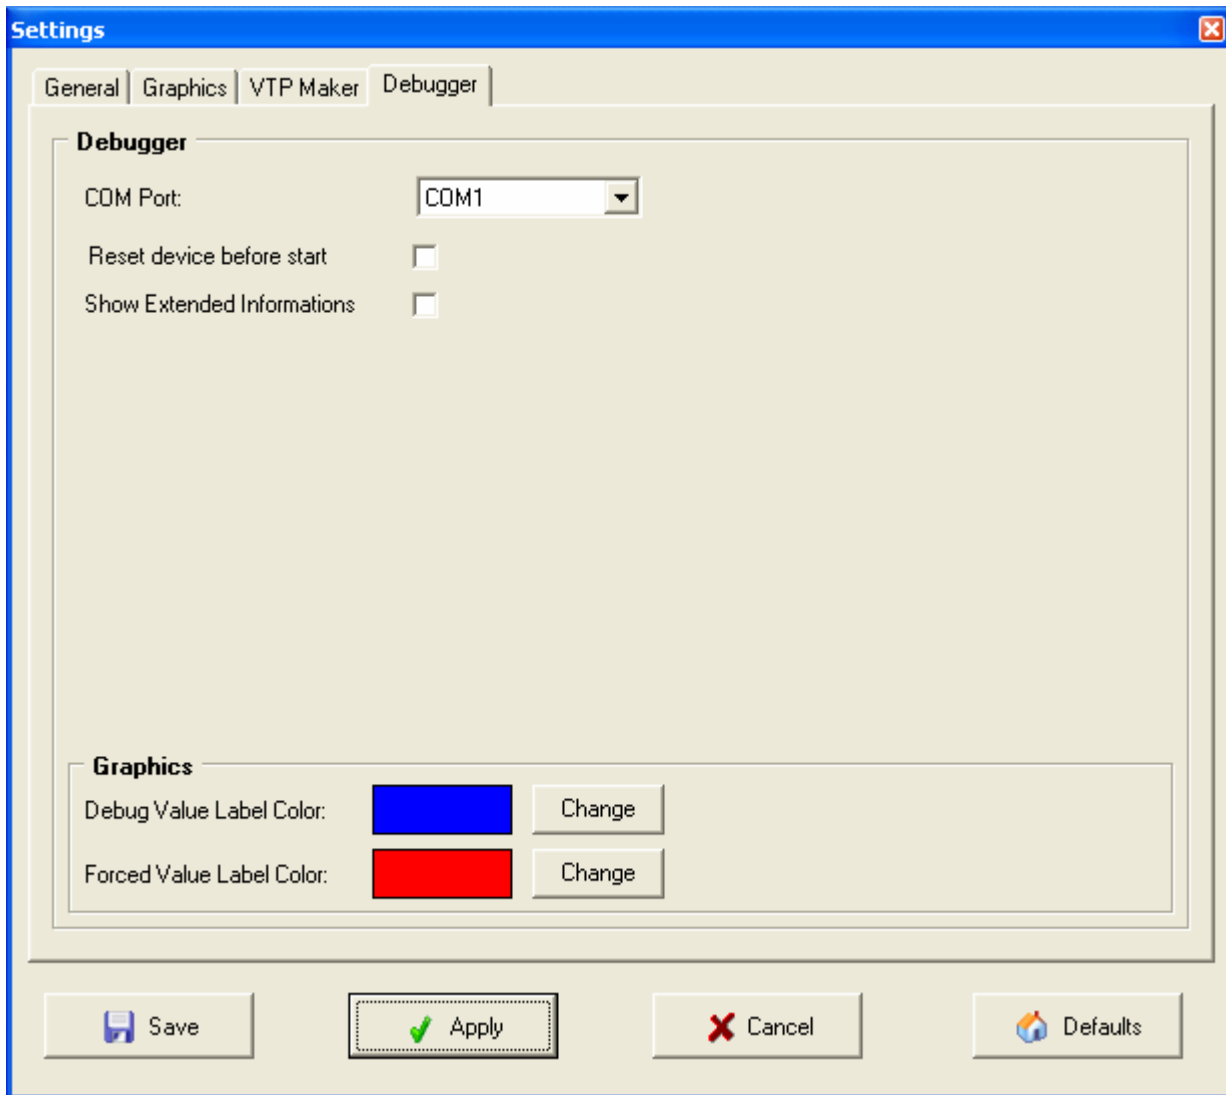 Settings
General Graphics VTP Maker Debugger
Debugger
COM Port: COM1
Reset device before start
Show Extended Informations
Graphics
Debug Value Label Color: Change
Forced Value Label Color: Change
Save Apply Cancel Defaults